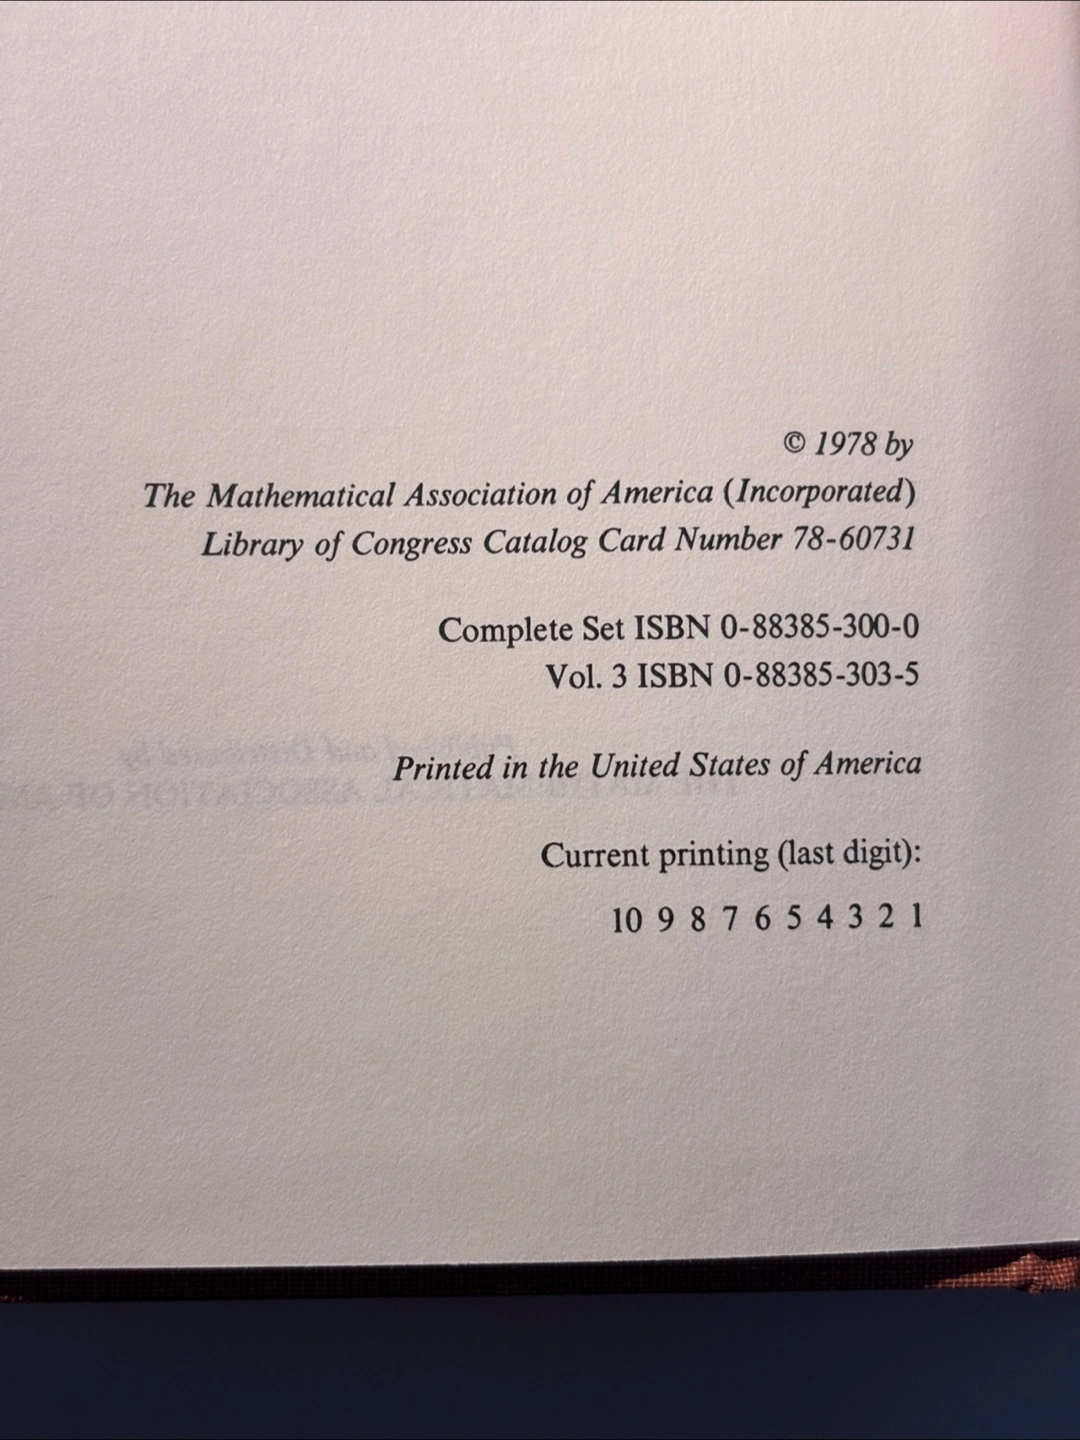 © 1978 by
The Mathematical Association of America (Incorporated)
Library of Congress Catalog Card Number 78-60731
Complete Set ISBN 0-88385-300-0
Vol. 3 ISBN 0-88385-303-5
Printed in the United States of America
Current printing (last digit):
10 9 8 7 6 5 4 3 2 1